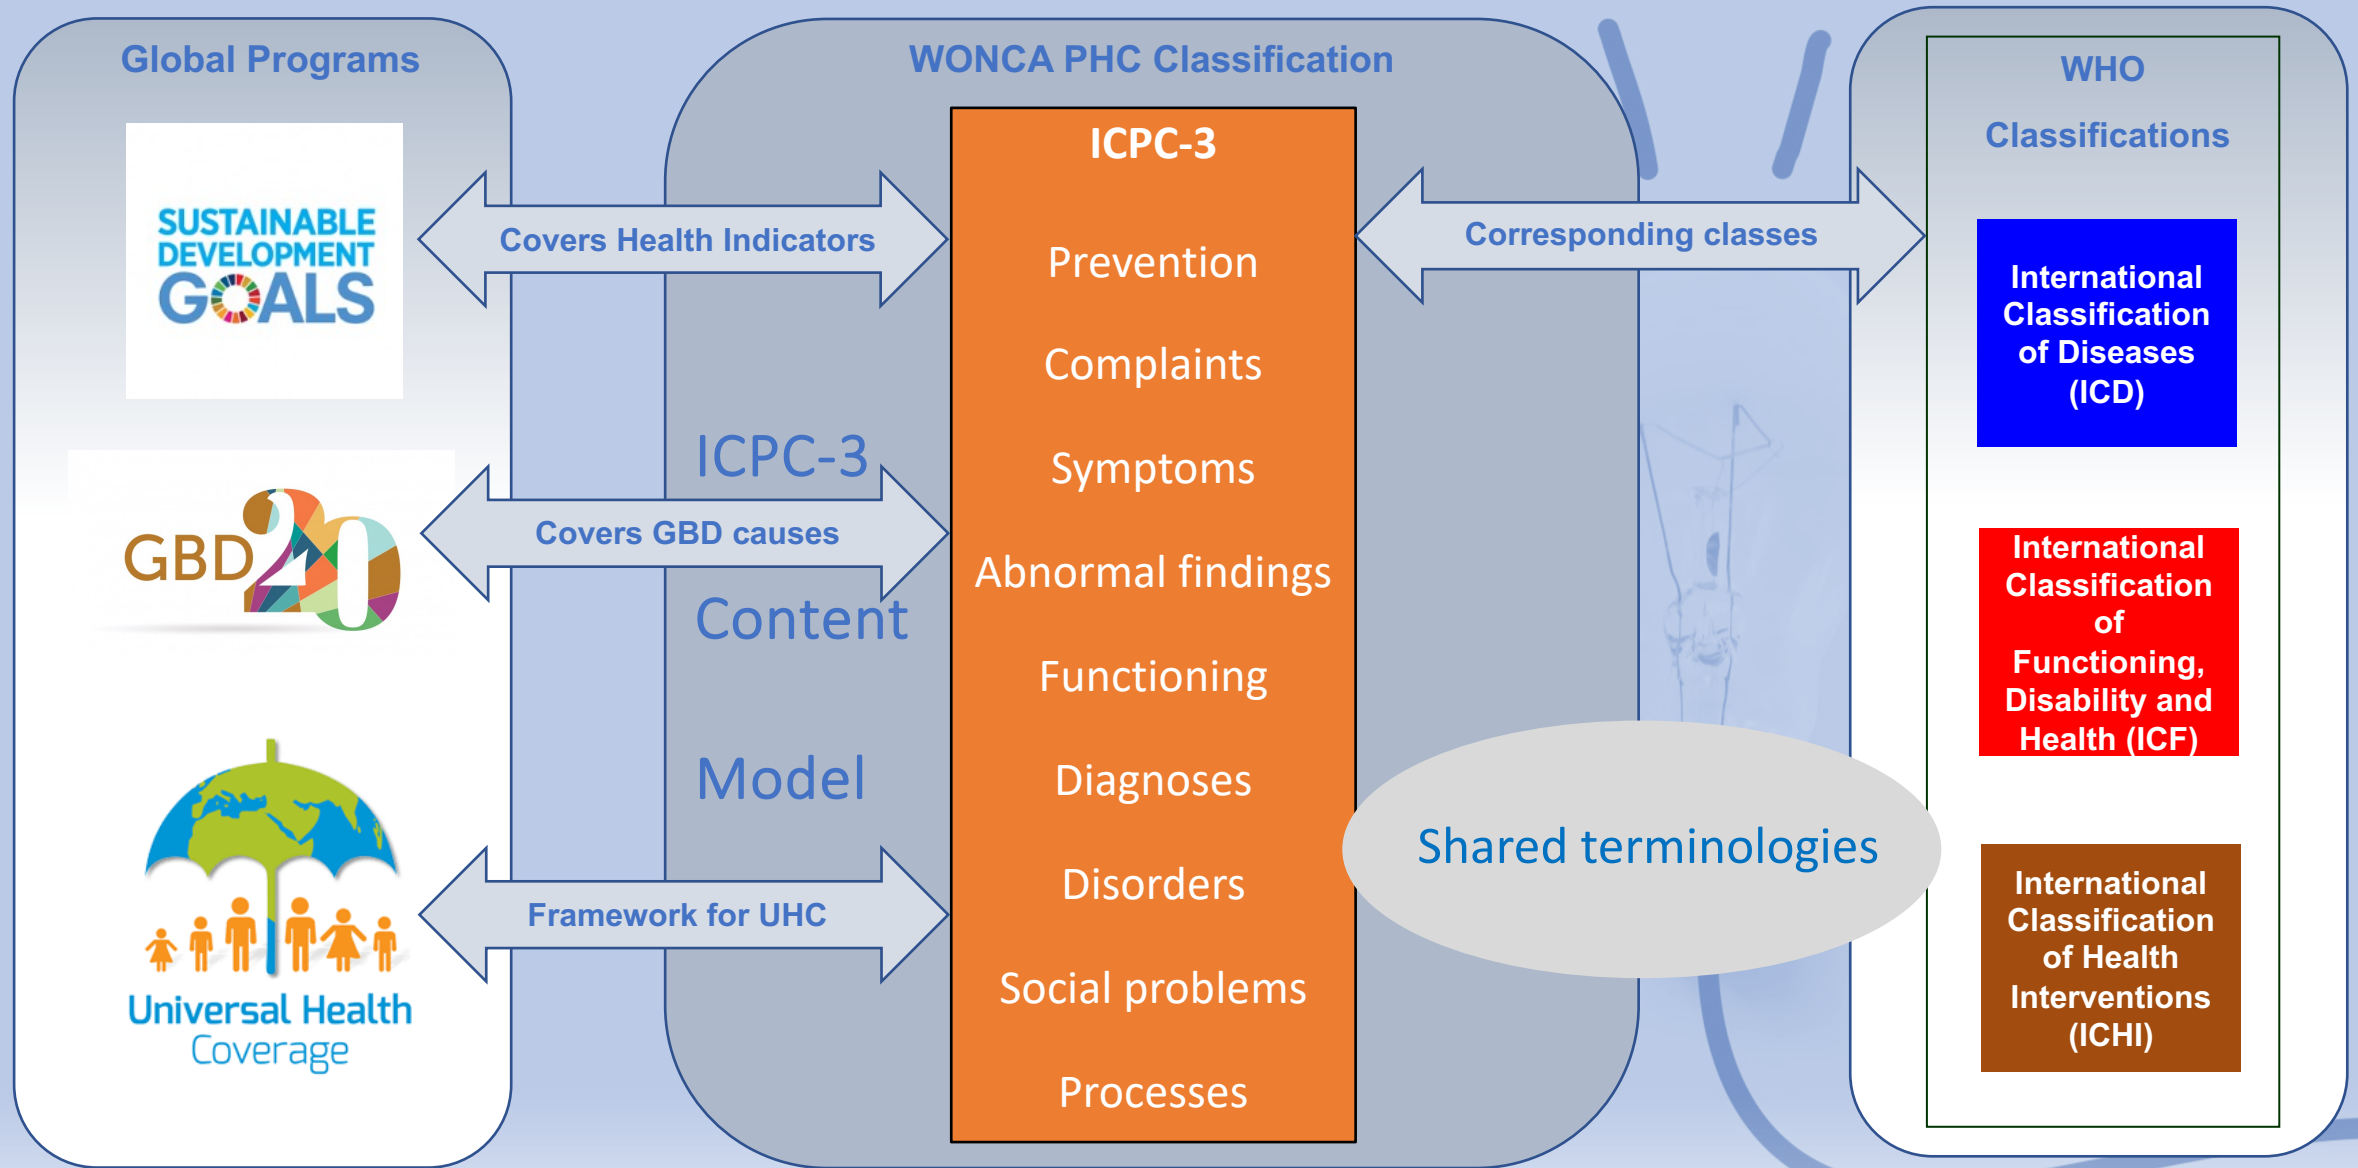 Global Programs
SUSTAINABLE
DEVELOPMENT
GOALS
GBD 20
Universal Health
Coverage
Covers Health Indicators
Covers GBD causes
Framework for UHC
WONCA PHC Classification
ICPC-3
Content
Model
ICPC-3
Prevention
Complaints
Symptoms
Abnormal findings
Functioning
Diagnoses
Disorders
Social problems
Processes
Corresponding classes
Shared terminologies
WHO
Classifications
International
Classification
of Diseases
(ICD)
International
Classification
of
Functioning,
Disability and
Health (ICF)
International
Classification
of Health
Interventions
(ICHI)